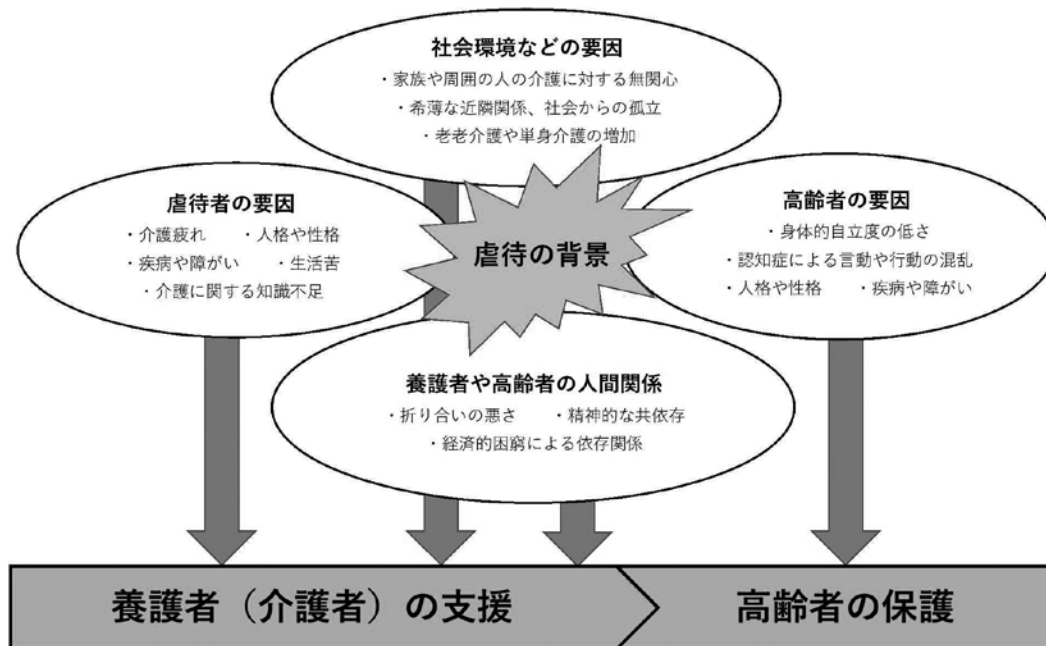 社会環境などの要因
・家族や周囲の人の介護に対する無関心
・希薄な近隣関係、社会からの孤立
・老老介護や単身介護の増加
虐待者の要因
・介護疲れ ・人格や性格
・疾病や障がい ・生活苦
・介護に関する知識不足
虐待の背景
高齢者の要因
・身体的自立度の低さ
・認知症による言動や行動の混乱
・人格や性格 ・疾病や障がい
養護者や高齢者の人間関係
・折り合いの悪さ ・精神的な共依存
・経済的困窮による依存関係
養護者（介護者）の支援
高齢者の保護